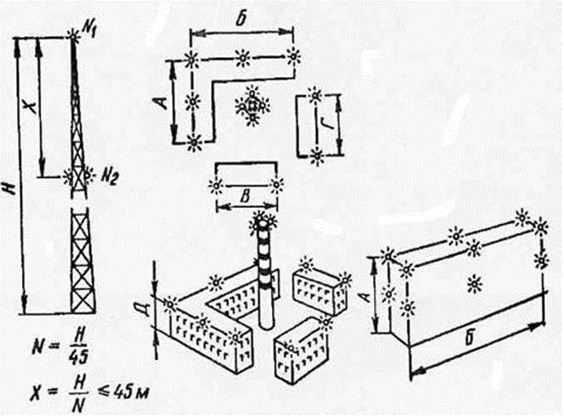 N₁
Б
X
А
Г
N₂
Н
В
Д
А
Б
N = H/45
X = H/N ≤ 45 м